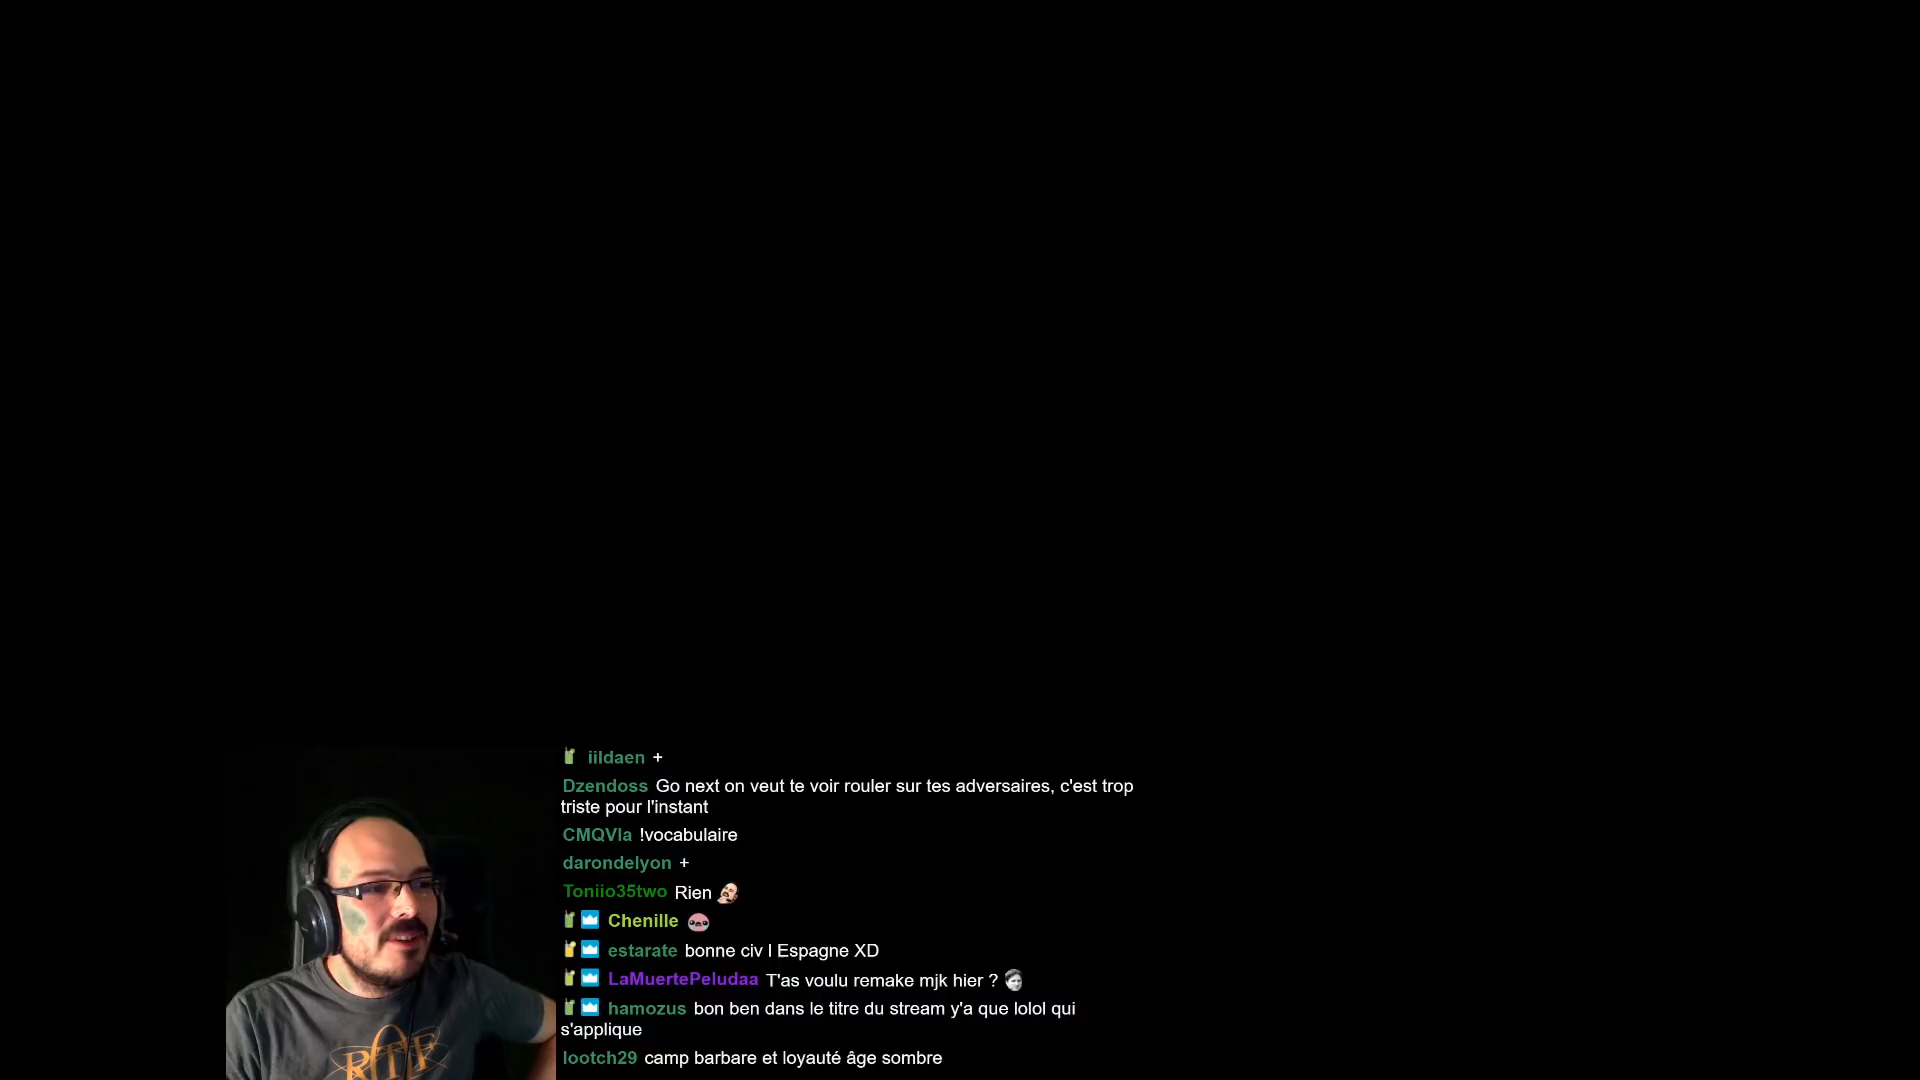 iildaen +
Dzendoss Go next on veut te voir rouler sur tes adversaires, c'est trop
triste pour l'instant
CMQVla !vocabulaire
darondelyon +
Toniio35two Rien
Chenille
estarate bonne civ l Espagne XD
LaMuertePeludaa T'as voulu remake mjk hier ?
hamozus bon ben dans le titre du stream y'a que lolol qui
s'applique
lootch29 camp barbare et loyauté âge sombre
RTF